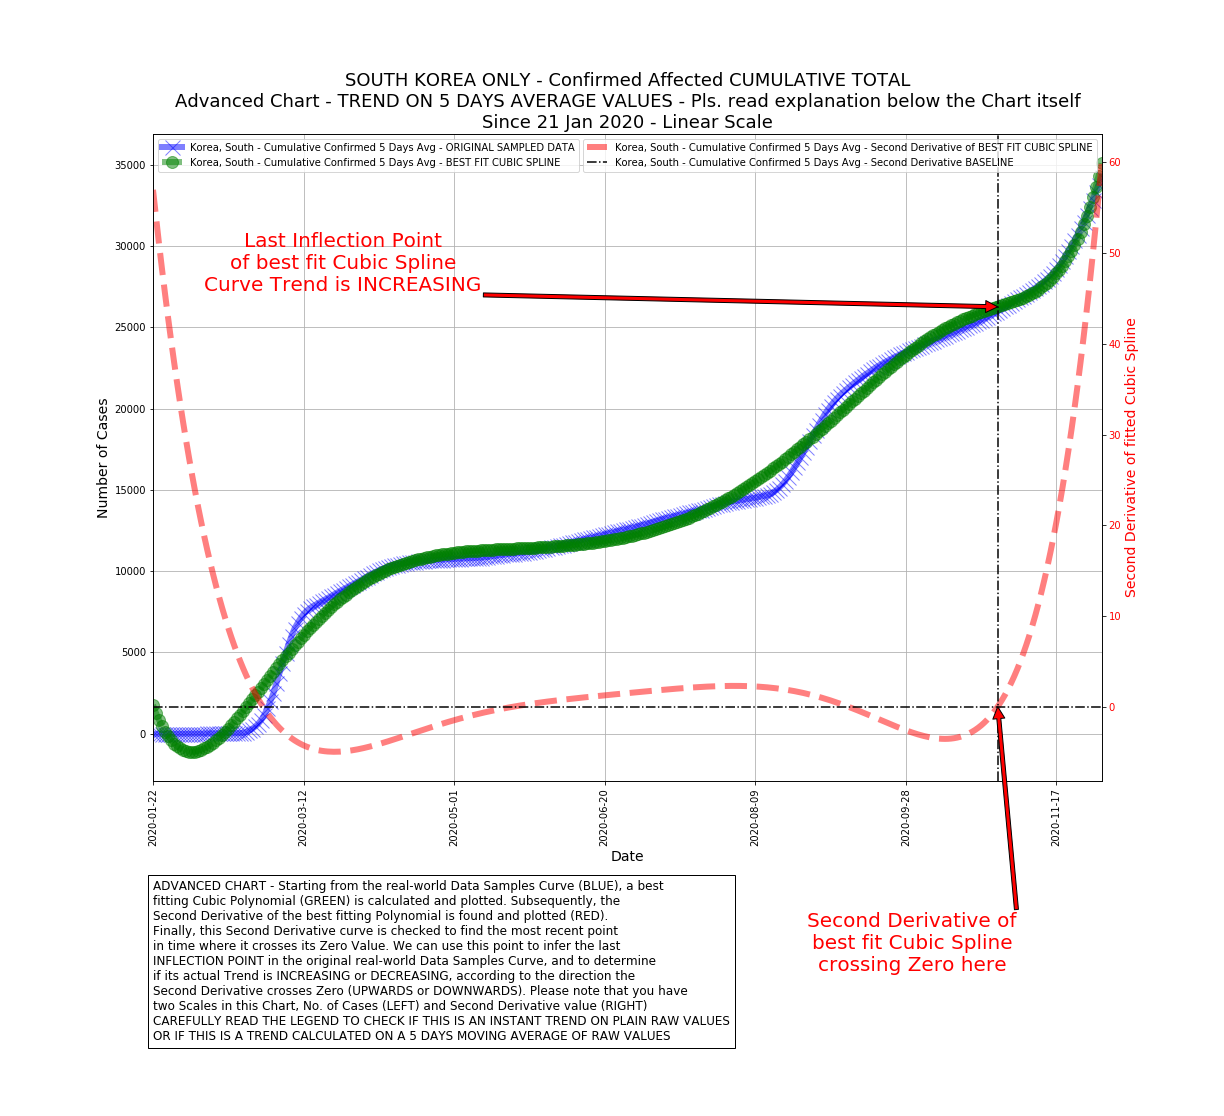 SOUTH KOREA ONLY - Confirmed Affected CUMULATIVE TOTAL
Advanced Chart - TREND ON 5 DAYS AVERAGE VALUES - Pls. read explanation below the Chart itself
Since 21 Jan 2020 - Linear Scale
Korea, South - Cumulative Confirmed 5 Days Avg - ORIGINAL SAMPLED DATA
Korea, South - Cumulative Confirmed 5 Days Avg - BEST FIT CUBIC SPLINE
Korea, South - Cumulative Confirmed 5 Days Avg - Second Derivative of BEST FIT CUBIC SPLINE
Korea, South - Cumulative Confirmed 5 Days Avg - Second Derivative BASELINE
Last Inflection Point
of best fit Cubic Spline
Curve Trend is INCREASING
Number of Cases
35000
30000
25000
20000
15000
10000
5000
0
60
50
40
30
20
10
0
Second Derivative of fitted Cubic Spline
2020-01-22
2020-03-12
2020-05-01
2020-06-20
2020-08-09
2020-09-28
2020-11-17
Date
Second Derivative of
best fit Cubic Spline
crossing Zero here
ADVANCED CHART - Starting from the real-world Data Samples Curve (BLUE), a best
fitting Cubic Polynomial (GREEN) is calculated and plotted. Subsequently, the
Second Derivative of the best fitting Polynomial is found and plotted (RED).
Finally, this Second Derivative curve is checked to find the most recent point
in time where it crosses its Zero Value. We can use this point to infer the last
INFLECTION POINT in the original real-world Data Samples Curve, and to determine
if its actual Trend is INCREASING or DECREASING, according to the direction the
Second Derivative crosses Zero (UPWARDS or DOWNWARDS). Please note that you have
two Scales in this Chart, No. of Cases (LEFT) and Second Derivative value (RIGHT)
CAREFULLY READ THE LEGEND TO CHECK IF THIS IS AN INSTANT TREND ON PLAIN RAW VALUES
OR IF THIS IS A TREND CALCULATED ON A 5 DAYS MOVING AVERAGE OF RAW VALUES